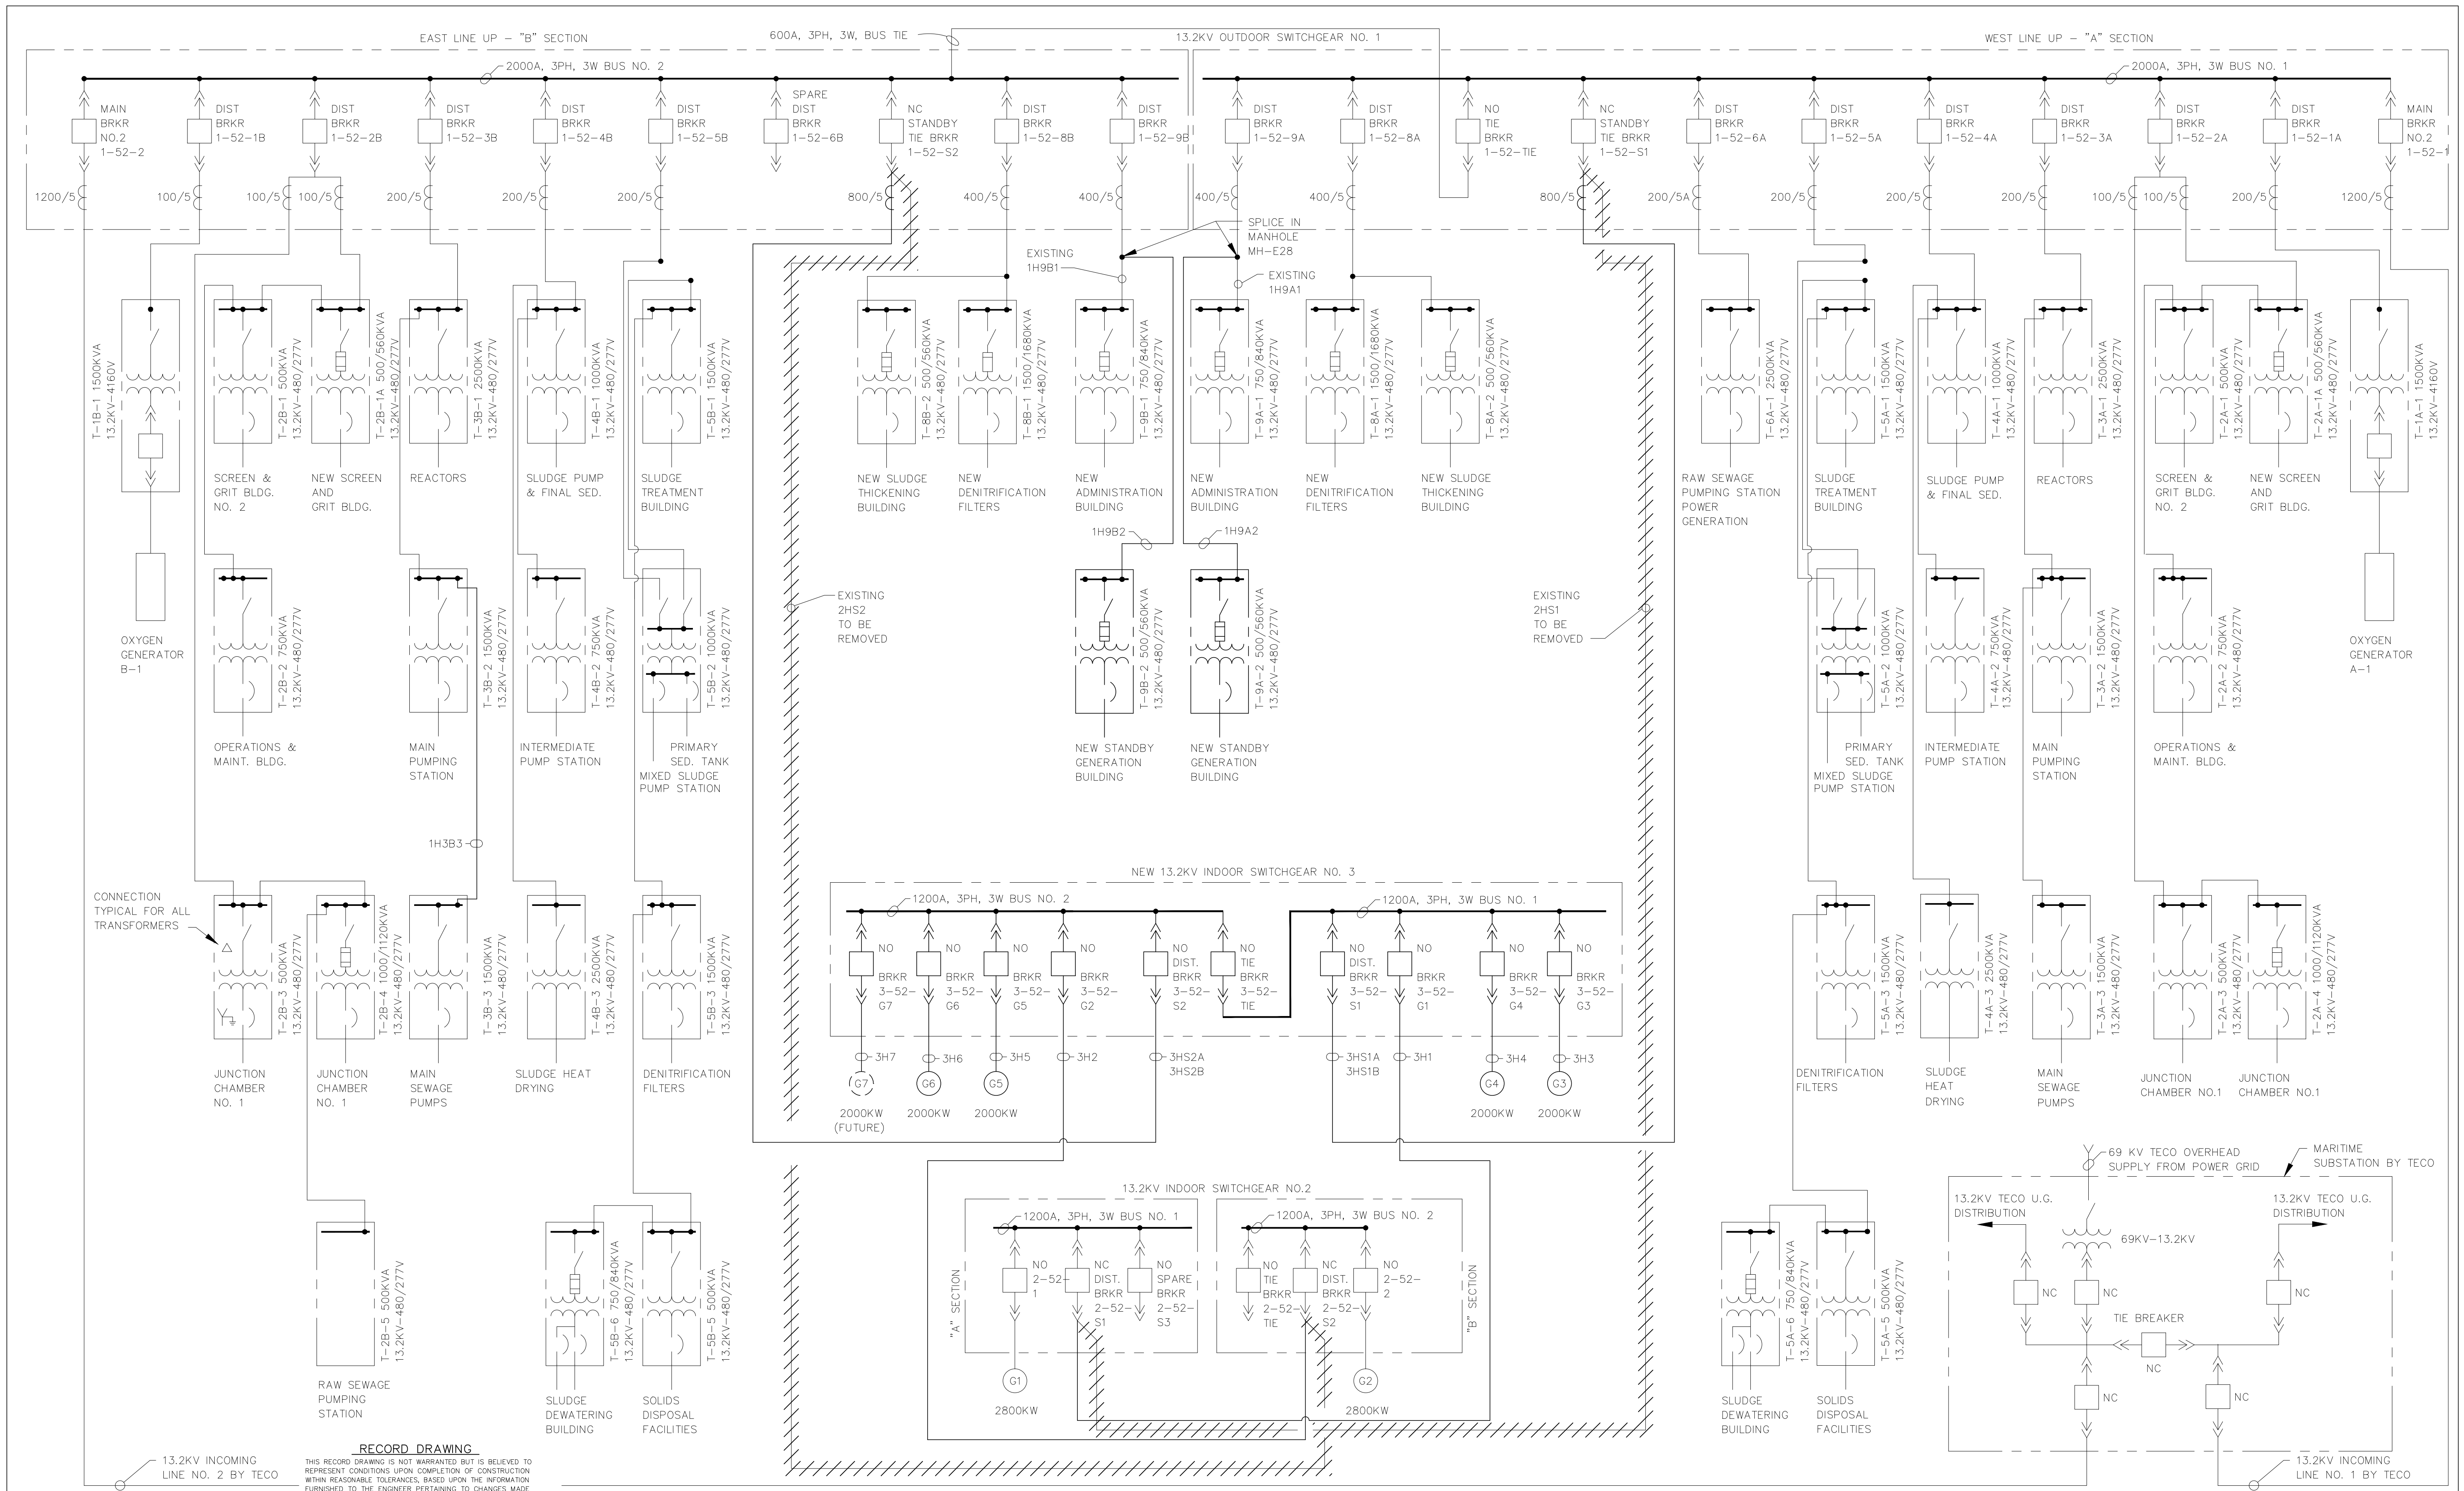 EAST LINE UP - "B" SECTION
600A, 3PH, 3W, BUS TIE
13.2KV OUTDOOR SWITCHGEAR NO. 1
WEST LINE UP - "A" SECTION
2000A, 3PH, 3W BUS NO. 2
2000A, 3PH, 3W BUS NO. 1
MAIN
BRKR
NO.2
1-52-2
DIST
BRKR
1-52-1B
DIST
BRKR
1-52-2B
DIST
BRKR
1-52-3B
DIST
BRKR
1-52-4B
DIST
BRKR
1-52-5B
SPARE
DIST
BRKR
1-52-6B
NC
STANDBY
TIE BRKR
1-52-S2
DIST
BRKR
1-52-8B
DIST
BRKR
1-52-9B
DIST
BRKR
1-52-9A
DIST
BRKR
1-52-8A
NO
TIE
BRKR
1-52-TIE
NC
STANDBY
TIE BRKR
1-52-S1
DIST
BRKR
1-52-6A
DIST
BRKR
1-52-5A
DIST
BRKR
1-52-4A
DIST
BRKR
1-52-3A
DIST
BRKR
1-52-2A
DIST
BRKR
1-52-1A
MAIN
BRKR
NO.2
1-52-1
1200/5
100/5
100/5
100/5
200/5
200/5
200/5
800/5
400/5
400/5
400/5
400/5
800/5
200/5A
200/5
200/5
200/5
100/5
100/5
200/5
1200/5
SPLICE IN
MANHOLE
MH-E28
EXISTING
1H9B1
EXISTING
1H9A1
T-1B-1 1500KVA
13.2KV-4160V
T-2B-1 500KVA
13.2KV-480/277V
T-2B-1A 500/560KVA
13.2KV-480/277V
T-3B-1 2500KVA
13.2KV-480/277V
T-4B-1 1000KVA
13.2KV-480/277V
T-5B-1 1500KVA
13.2KV-480/277V
T-8B-2 500/560KVA
13.2KV-480/277V
T-8B-1 1500/1680KVA
13.2KV-480/277V
T-9B-1 750/840KVA
13.2KV-480/277V
T-9A-1 750/840KVA
13.2KV-480/277V
T-8A-1 1500/1680KVA
13.2KV-480/277V
T-8A-2 500/560KVA
13.2KV-480/277V
T-6A-1 2500KVA
13.2KV-480/277V
T-5A-1 1500KVA
13.2KV-480/277V
T-4A-1 1000KVA
13.2KV-480/277V
T-3A-1 2500KVA
13.2KV-480/277V
T-2A-1 500KVA
13.2KV-480/277V
T-2A-1A 500/560KVA
13.2KV-480/277V
T-1A-1 1500KVA
13.2KV-4160V
SCREEN &
GRIT BLDG.
NO. 2
NEW SCREEN
AND
GRIT BLDG.
REACTORS
SLUDGE PUMP
& FINAL SED.
SLUDGE
TREATMENT
BUILDING
NEW SLUDGE
THICKENING
BUILDING
NEW
DENITRIFICATION
FILTERS
NEW
ADMINISTRATION
BUILDING
NEW
ADMINISTRATION
BUILDING
NEW
DENITRIFICATION
FILTERS
NEW SLUDGE
THICKENING
BUILDING
RAW SEWAGE
PUMPING STATION
POWER
GENERATION
SLUDGE
TREATMENT
BUILDING
SLUDGE PUMP
& FINAL SED.
REACTORS
SCREEN &
GRIT BLDG.
NO. 2
NEW SCREEN
AND
GRIT BLDG.
1H9B2
1H9A2
OXYGEN
GENERATOR
B-1
T-2B-2 750KVA
13.2KV-480/277V
T-3B-2 1500KVA
13.2KV-480/277V
T-4B-2 750KVA
13.2KV-480/277V
T-5B-2 1000KVA
13.2KV-480/277V
EXISTING
2HS2
TO BE
REMOVED
T-9B-2 500/560KVA
13.2KV-480/277V
T-9A-2 500/560KVA
13.2KV-480/277V
EXISTING
2HS1
TO BE
REMOVED
T-5A-2 1000KVA
13.2KV-480/277V
T-4A-2 750KVA
13.2KV-480/277V
T-3A-2 1500KVA
13.2KV-480/277V
T-2A-2 750KVA
13.2KV-480/277V
OXYGEN
GENERATOR
A-1
OPERATIONS &
MAINT. BLDG.
MAIN
PUMPING
STATION
INTERMEDIATE
PUMP STATION
PRIMARY
SED. TANK
MIXED SLUDGE
PUMP STATION
NEW STANDBY
GENERATION
BUILDING
NEW STANDBY
GENERATION
BUILDING
PRIMARY
SED. TANK
MIXED SLUDGE
PUMP STATION
INTERMEDIATE
PUMP STATION
MAIN
PUMPING
STATION
OPERATIONS &
MAINT. BLDG.
1H3B3
CONNECTION
TYPICAL FOR ALL
TRANSFORMERS
NEW 13.2KV INDOOR SWITCHGEAR NO. 3
1200A, 3PH, 3W BUS NO. 2
1200A, 3PH, 3W BUS NO. 1
NO
BRKR
3-52-
G7
NO
BRKR
3-52-
G6
NO
BRKR
3-52-
G5
NO
BRKR
3-52-
G2
NO
DIST.
BRKR
3-52-
S2
NO
TIE
BRKR
3-52-
TIE
NO
DIST.
BRKR
3-52-
S1
NO
BRKR
3-52-
G1
NO
BRKR
3-52-
G4
NO
BRKR
3-52-
G3
T-2B-3 500KVA
13.2KV-480/277V
T-2B-4 1000/1120KVA
13.2KV-480/277V
T-3B-3 1500KVA
13.2KV-480/277V
T-4B-3 2500KVA
13.2KV-480/277V
T-5B-3 1500KVA
13.2KV-480/277V
T-5A-3 1500KVA
13.2KV-480/277V
T-4A-3 2500KVA
13.2KV-480/277V
T-3A-3 1500KVA
13.2KV-480/277V
T-2A-3 500KVA
13.2KV-480/277V
T-2A-4 1000/1120KVA
13.2KV-480/277V
3H7
3H6
3H5
3H2
3HS2A
3HS2B
3HS1A
3HS1B
3H1
3H4
3H3
G7
G6
G5
G4
G3
2000KW
(FUTURE)
2000KW
2000KW
2000KW
2000KW
JUNCTION
CHAMBER
NO. 1
JUNCTION
CHAMBER
NO. 1
MAIN
SEWAGE
PUMPS
SLUDGE HEAT
DRYING
DENITRIFICATION
FILTERS
DENITRIFICATION
FILTERS
SLUDGE
HEAT
DRYING
MAIN
SEWAGE
PUMPS
JUNCTION
CHAMBER NO.1
JUNCTION
CHAMBER NO.1
69 KV TECO OVERHEAD
SUPPLY FROM POWER GRID
MARITIME
SUBSTATION BY TECO
13.2KV TECO U.G.
DISTRIBUTION
13.2KV TECO U.G.
DISTRIBUTION
69KV-13.2KV
NC
NC
NC
TIE BREAKER
NC
NC
NC
13.2KV INDOOR SWITCHGEAR NO.2
1200A, 3PH, 3W BUS NO. 1
1200A, 3PH, 3W BUS NO. 2
"A" SECTION
"B" SECTION
NO
2-52-
1
NC
DIST.
BRKR
2-52-
S1
NO
SPARE
BRKR
2-52-
S3
NO
TIE
BRKR
2-52-
TIE
NC
DIST.
BRKR
2-52-
S2
NO
2-52-
2
G1
2800KW
G2
2800KW
T-2B-5 500KVA
13.2KV-480/277V
T-5B-6 750/840KVA
13.2KV-480/277V
T-5B-5 500KVA
13.2KV-480/277V
T-5A-6 750/840KVA
13.2KV-480/277V
T-5A-5 500KVA
13.2KV-480/277V
RAW SEWAGE
PUMPING
STATION
SLUDGE
DEWATERING
BUILDING
SOLIDS
DISPOSAL
FACILITIES
SLUDGE
DEWATERING
BUILDING
SOLIDS
DISPOSAL
FACILITIES
13.2KV INCOMING
LINE NO. 2 BY TECO
13.2KV INCOMING
LINE NO. 1 BY TECO
RECORD DRAWING
THIS RECORD DRAWING IS NOT WARRANTED BUT IS BELIEVED TO
REPRESENT CONDITIONS UPON COMPLETION OF CONSTRUCTION
WITHIN REASONABLE TOLERANCES, BASED UPON THE INFORMATION
FURNISHED TO THE ENGINEER PERTAINING TO CHANGES MADE